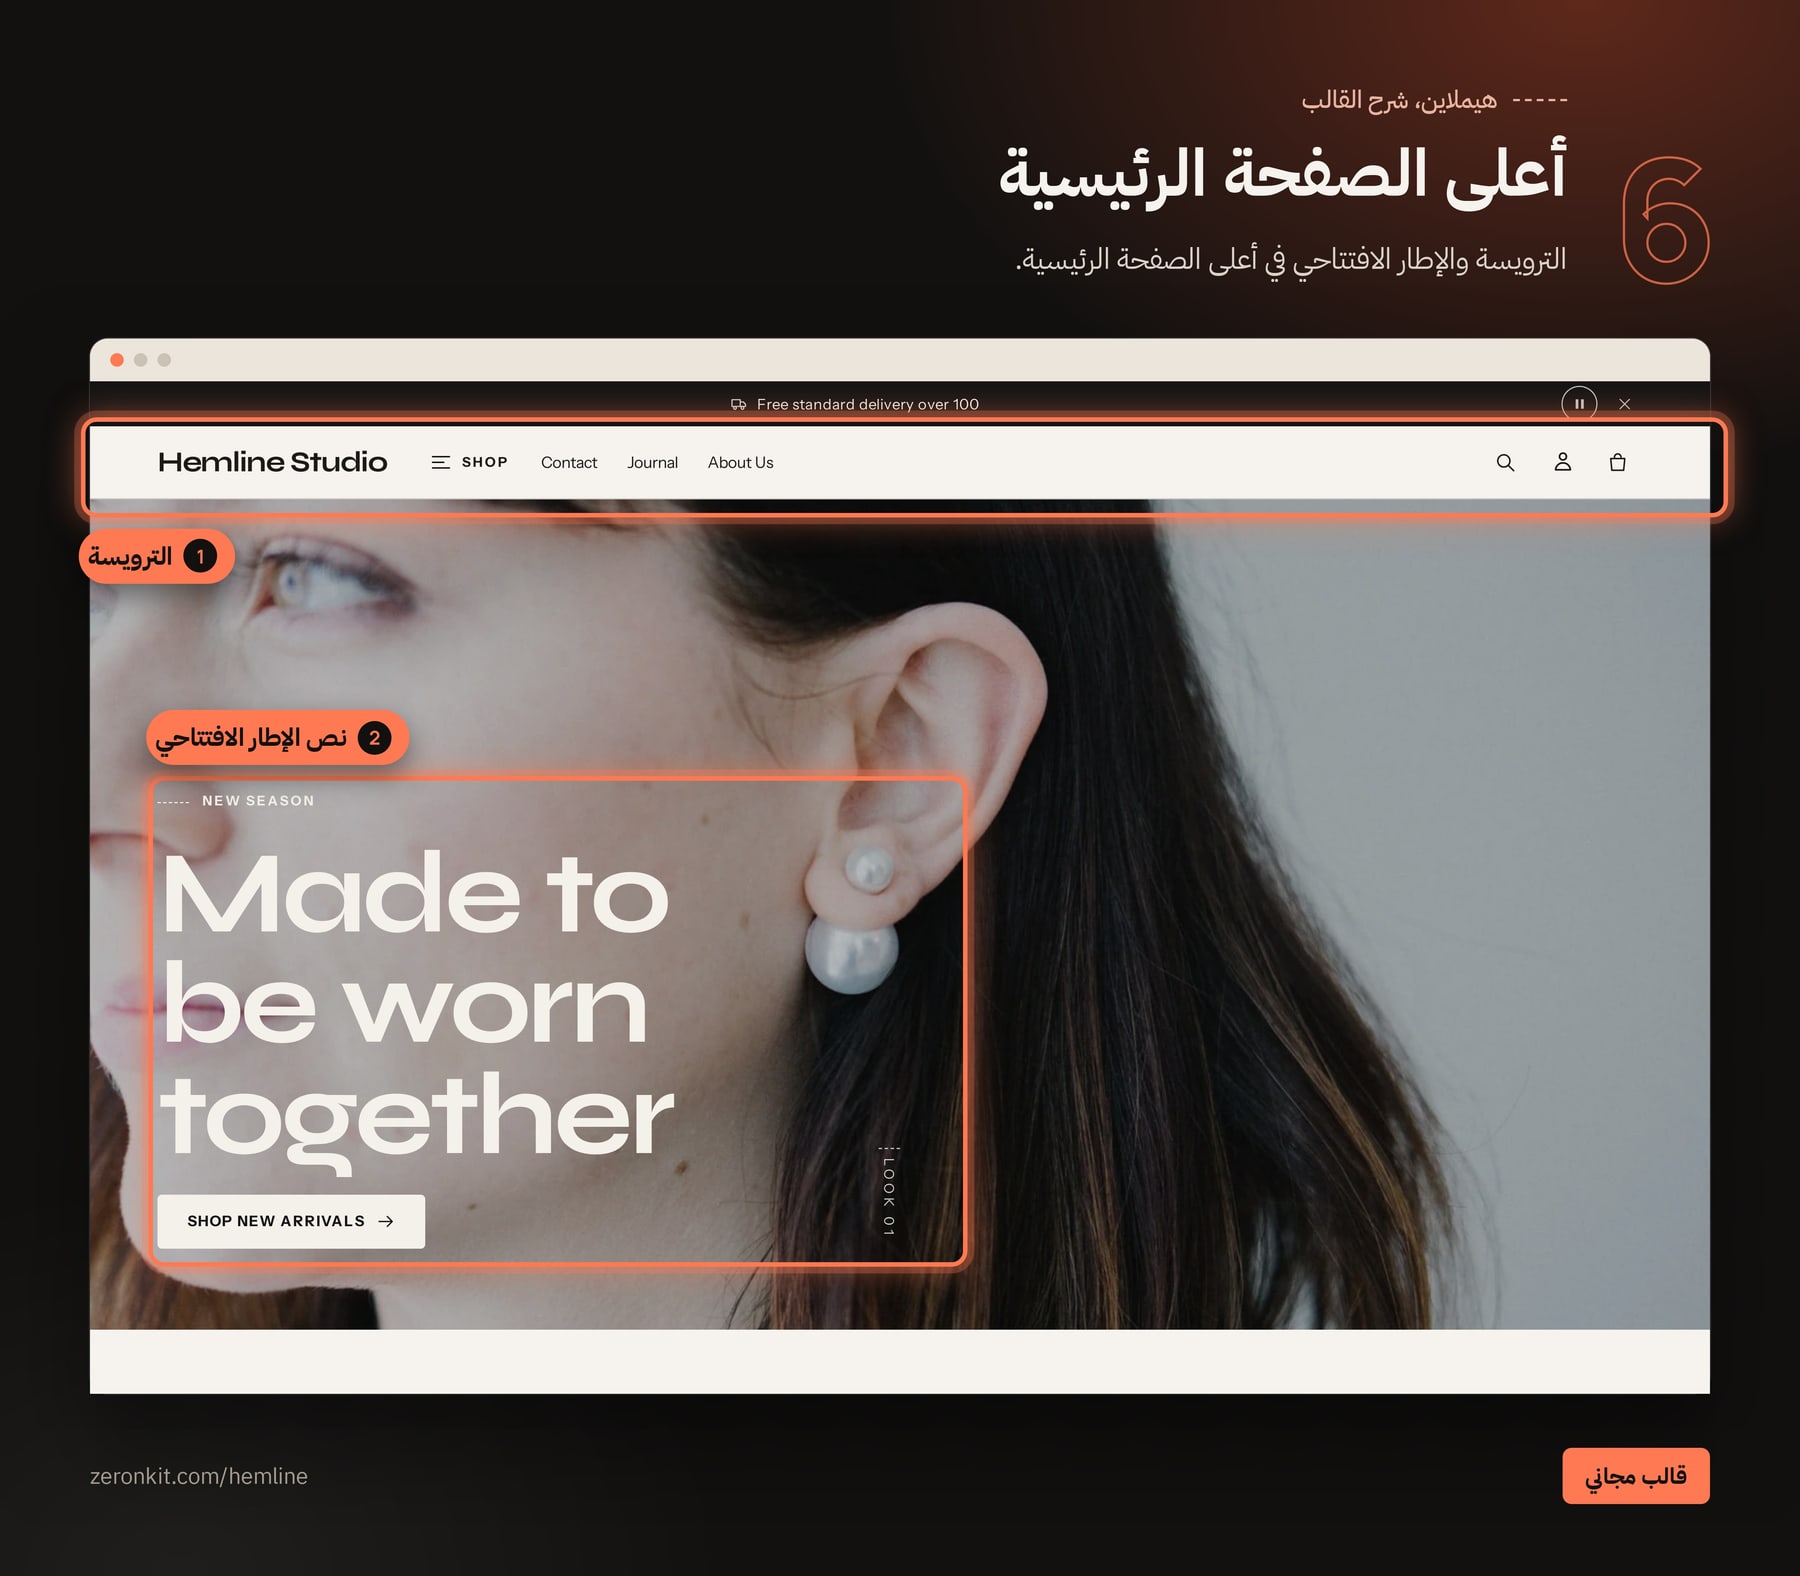 هيملاين، شرح القالب
6
أعلى الصفحة الرئيسية
الترويسة والإطار الافتتاحي في أعلى الصفحة الرئيسية.
Free standard delivery over 100
Hemline Studio SHOP Contact Journal About Us
1 الترويسة
2 نص الإطار الافتتاحي
NEW SEASON
Made to
be worn
together
LOOK 01
SHOP NEW ARRIVALS
zeronkit.com/hemline
قالب مجاني